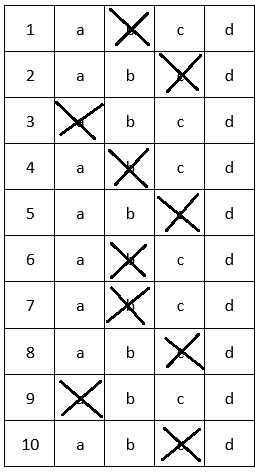 1 a b c d
2 a b c d
3 a b c d
4 a b c d
5 a b c d
6 a b c d
7 a b c d
8 a b c d
9 a b c d
10 a b c d